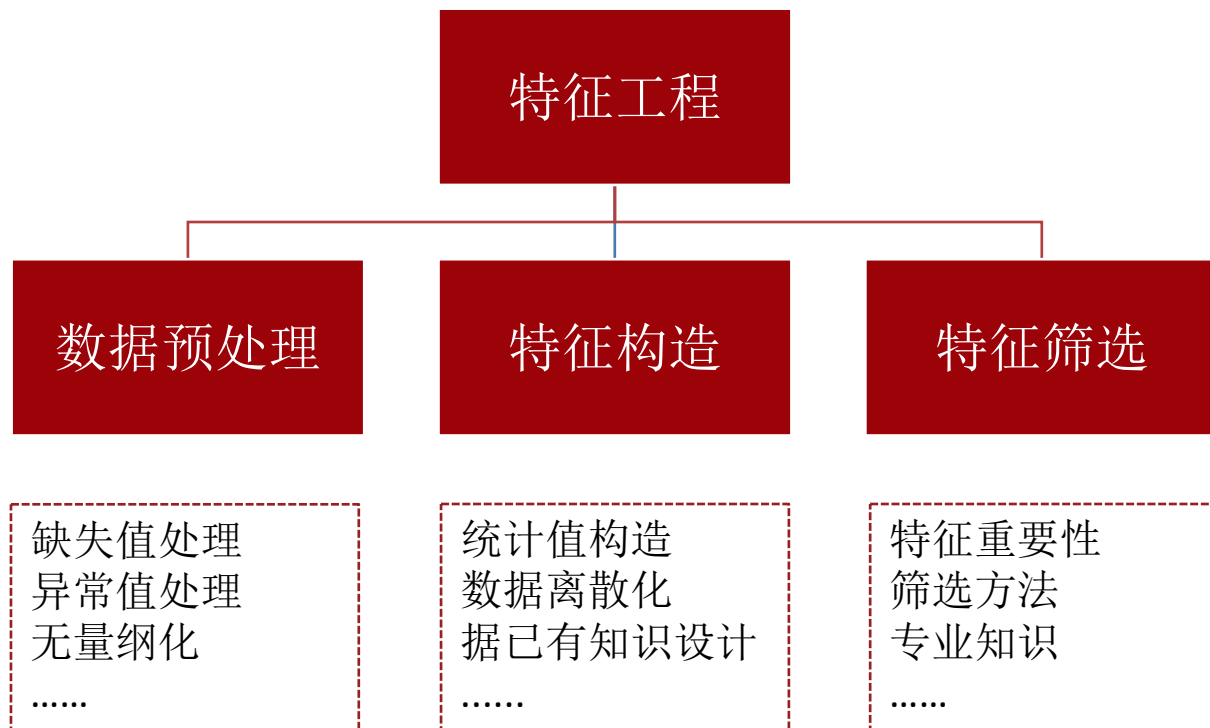 特征工程
数据预处理
特征构造
特征筛选
缺失值处理
异常值处理
无量纲化
……
统计值构造
数据离散化
据已有知识设计
……
特征重要性
筛选方法
专业知识
……